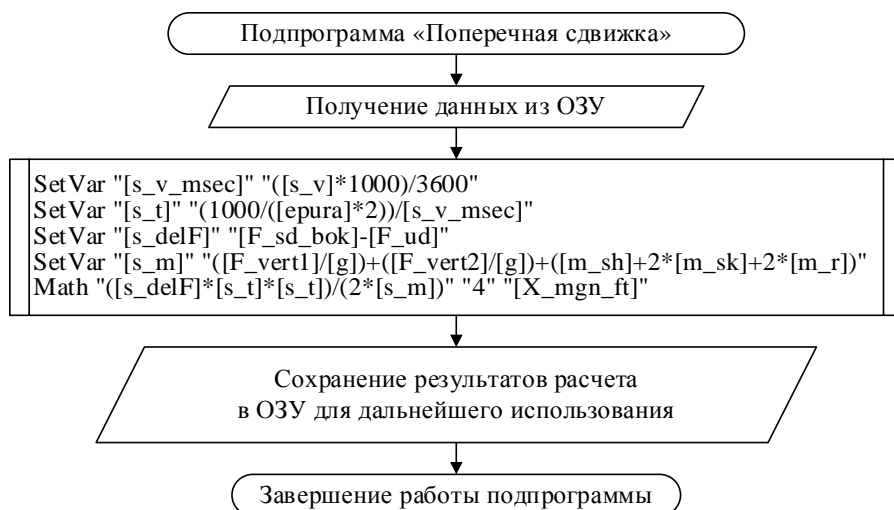 Подпрограмма «Поперечная сдвижка»
Получение данных из ОЗУ
SetVar "[s_v_msec]" "([s_v]*1000)/3600"
SetVar "[s_t]" "(1000/([epura]*2))/[s_v_msec]"
SetVar "[s_delF]" "[F_sd_bok]-[F_ud]"
SetVar "[s_m]" "([F_vert1]/[g])+([F_vert2]/[g])+([m_sh]+2*[m_sk]+2*[m_r])"
Math "([s_delF]*[s_t]*[s_t])/(2*[s_m])" "4" "[X_mgn_ft]"
Сохранение результатов расчета
в ОЗУ для дальнейшего использования
Завершение работы подпрограммы